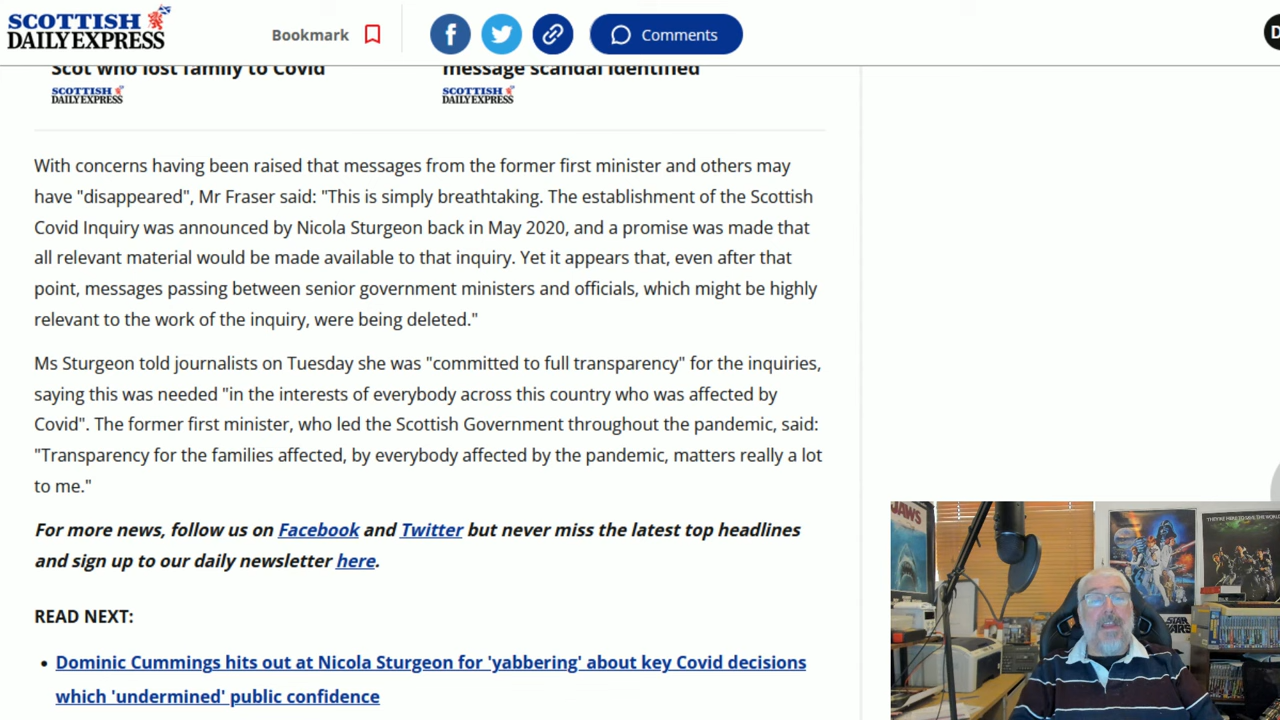 SCOTTISH
DAILY EXPRESS
Bookmark
Comments
D
Scot who lost family to Covid
message scandal identified
SCOTTISH
DAILY EXPRESS
SCOTTISH
DAILY EXPRESS
With concerns having been raised that messages from the former first minister and others may
have "disappeared", Mr Fraser said: "This is simply breathtaking. The establishment of the Scottish
Covid Inquiry was announced by Nicola Sturgeon back in May 2020, and a promise was made that
all relevant material would be made available to that inquiry. Yet it appears that, even after that
point, messages passing between senior government ministers and officials, which might be highly
relevant to the work of the inquiry, were being deleted."
Ms Sturgeon told journalists on Tuesday she was "committed to full transparency" for the inquiries,
saying this was needed "in the interests of everybody across this country who was affected by
Covid". The former first minister, who led the Scottish Government throughout the pandemic, said:
"Transparency for the families affected, by everybody affected by the pandemic, matters really a lot
to me."
For more news, follow us on Facebook and Twitter but never miss the latest top headlines
and sign up to our daily newsletter here.
READ NEXT:
• Dominic Cummings hits out at Nicola Sturgeon for 'yabbering' about key Covid decisions
which 'undermined' public confidence
JAWS
THEY'RE HERE TO SAVE THE WORLD
STAR
WARS